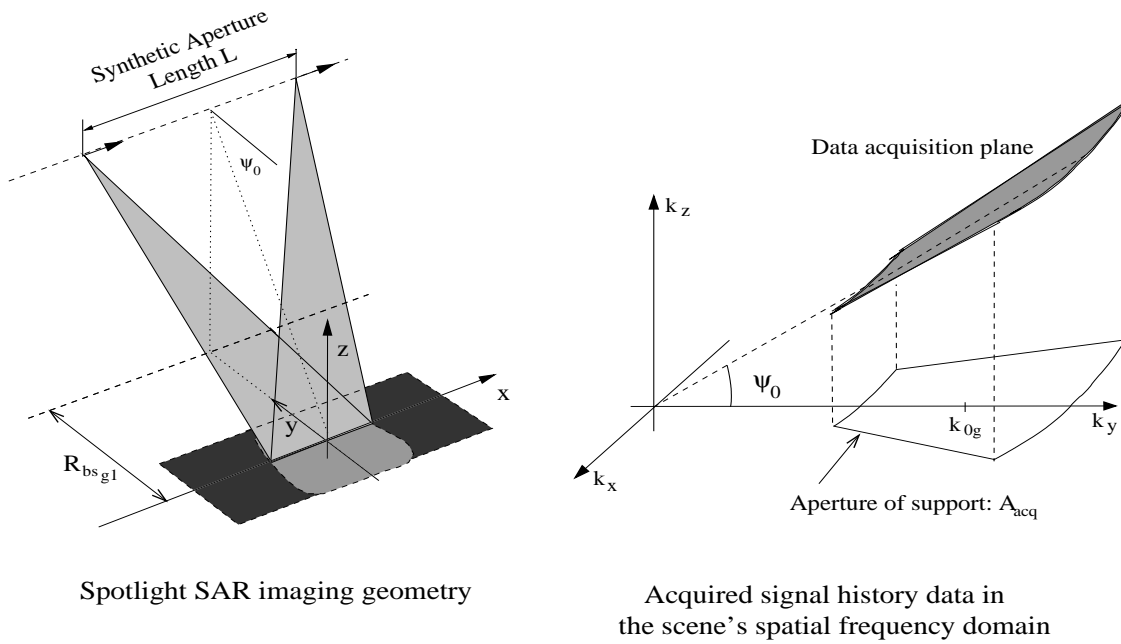 Synthetic Aperture
Length L
Ψ0
z
x
y
Rbsg1
Spotlight SAR imaging geometry
Data acquisition plane
kz
Ψ0
k0g
ky
kx
Aperture of support: Aacq
Acquired signal history data in
the scene's spatial frequency domain